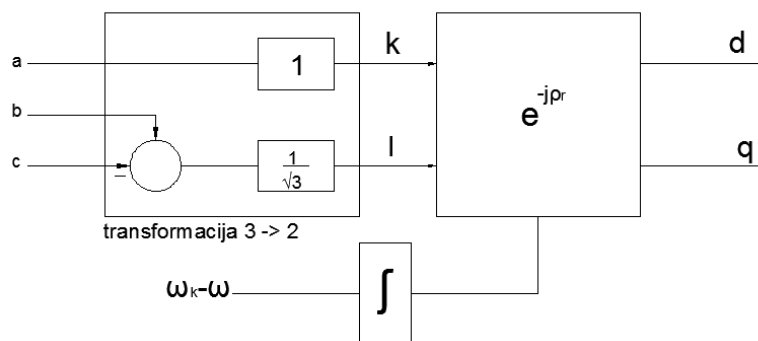 a
b
c
−
1
1
√3
k
l
e^-jρr
d
q
transformacija 3 -> 2
ωk-ω
∫